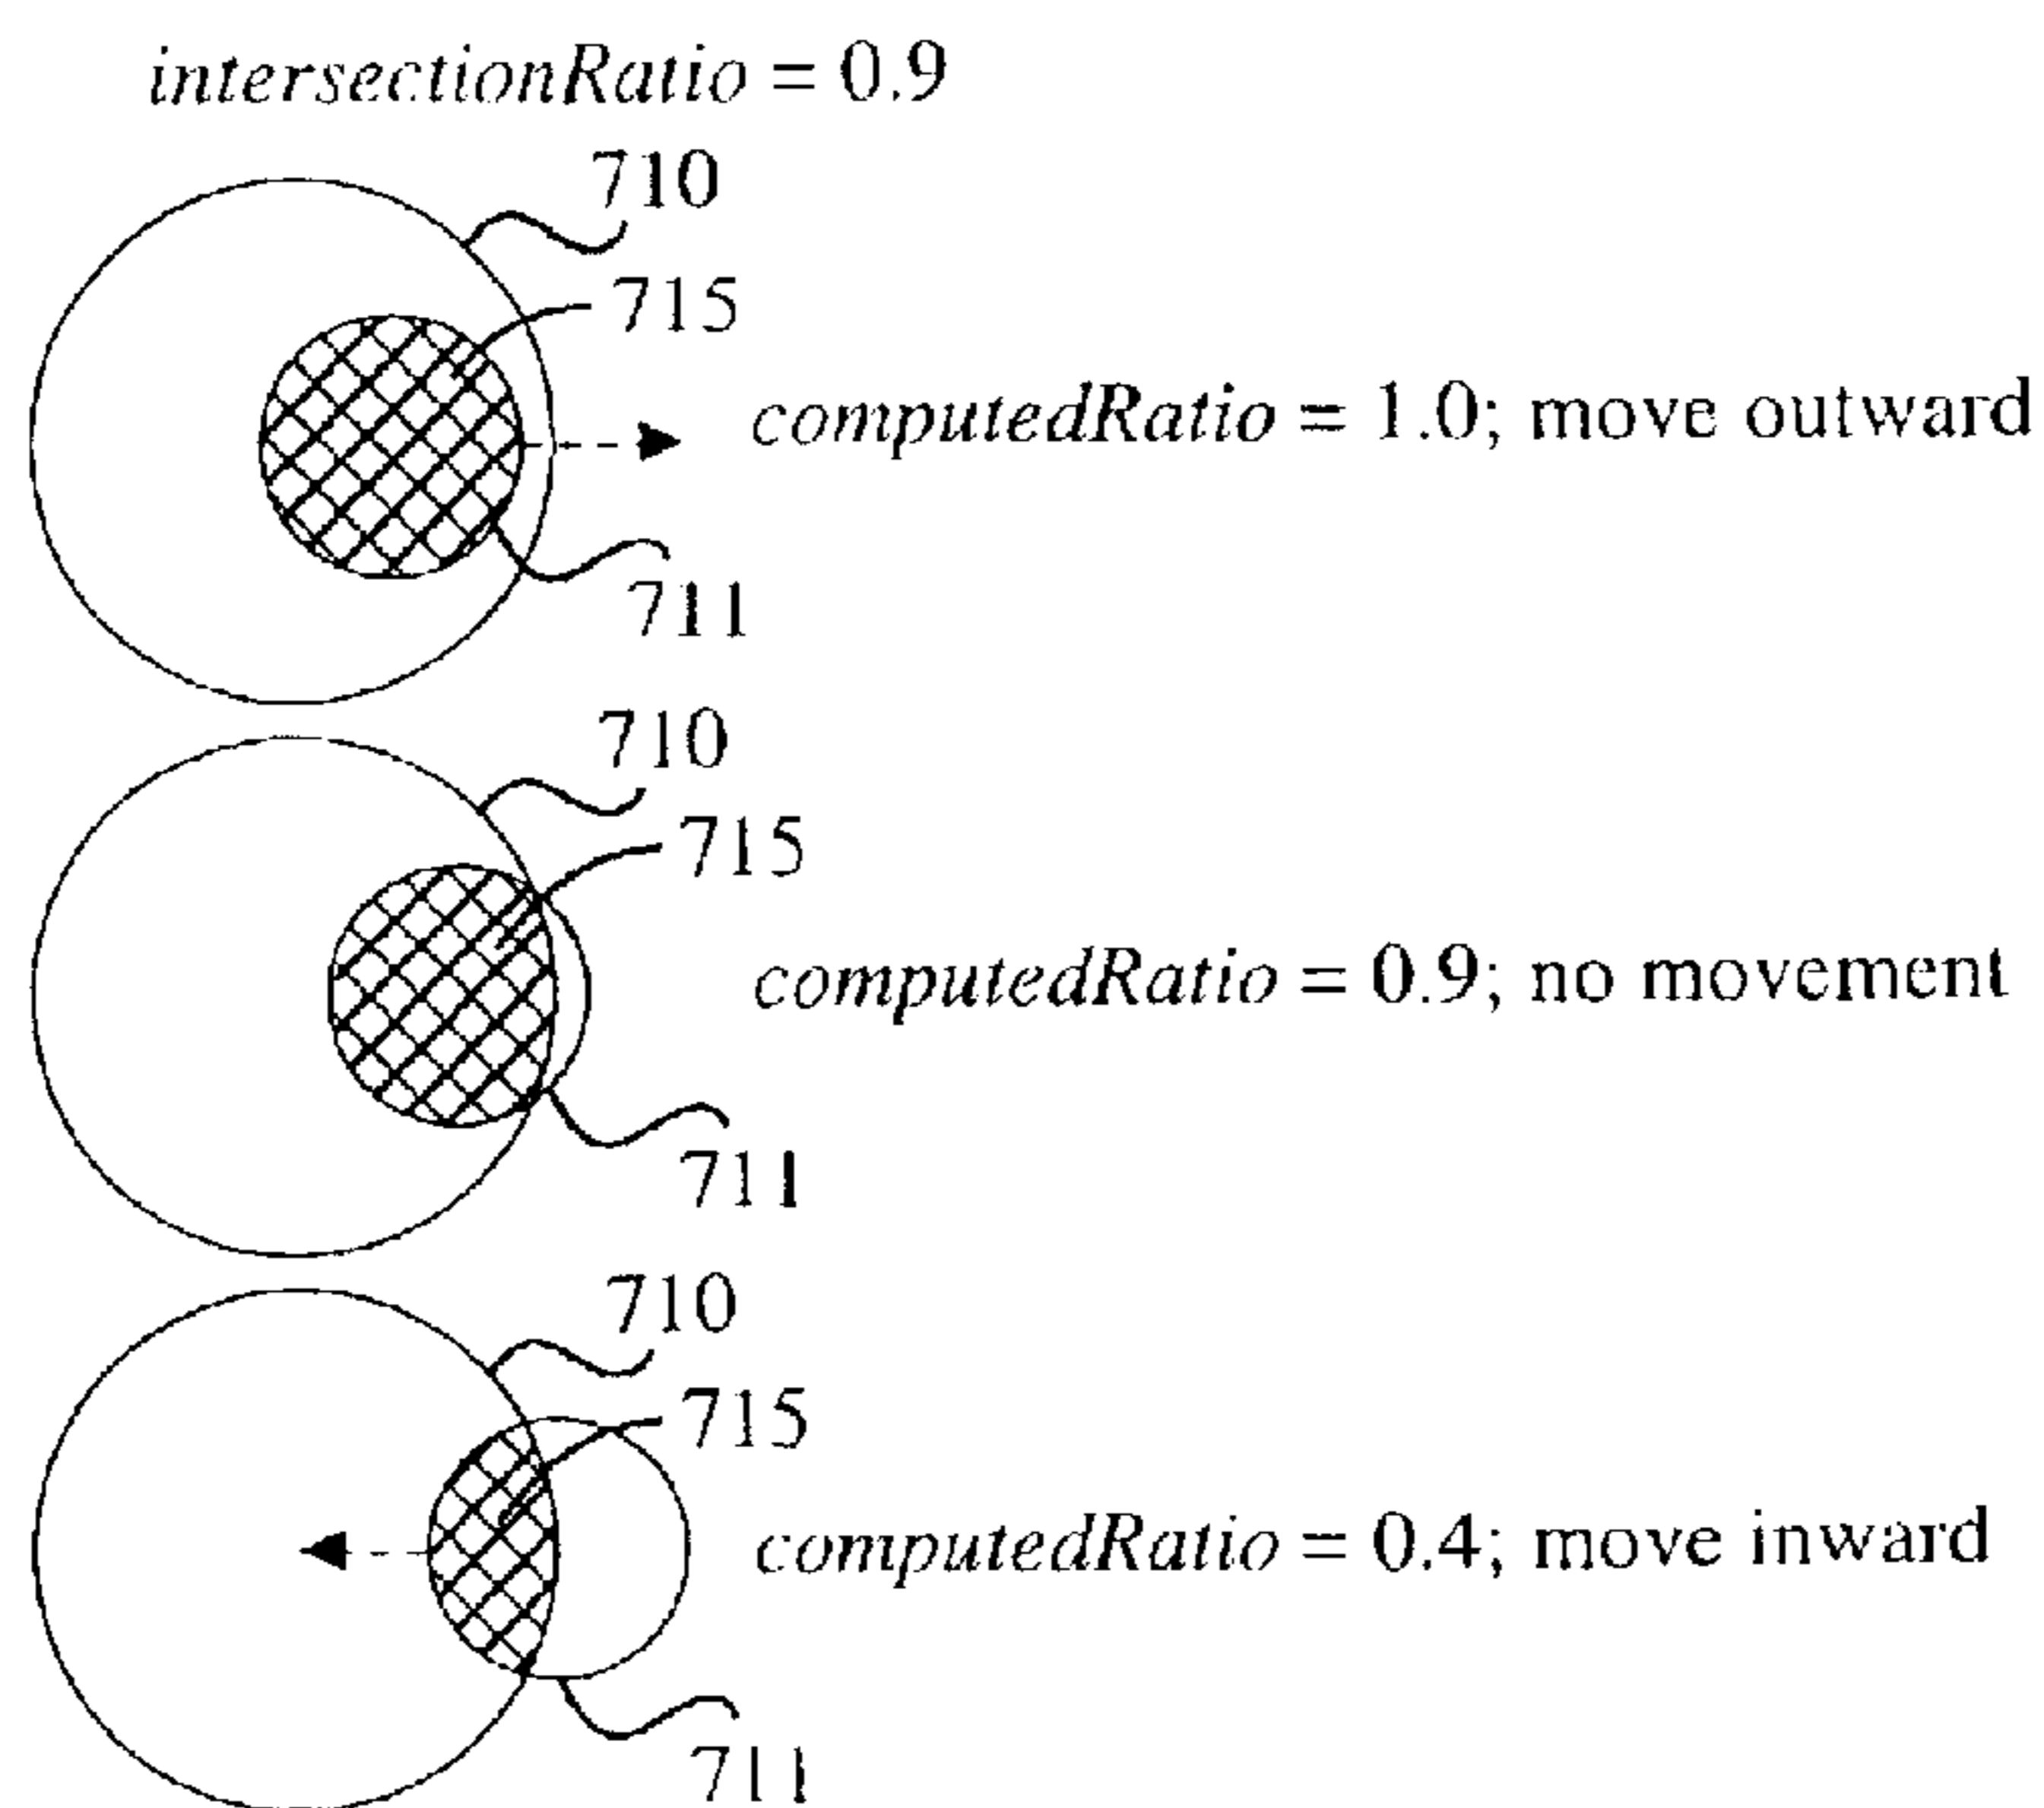 intersectionRatio = 0.9
710
715
computedRatio = 1.0; move outward
711
710
715
computedRatio = 0.9; no movement
711
710
715
computedRatio = 0.4; move inward
711